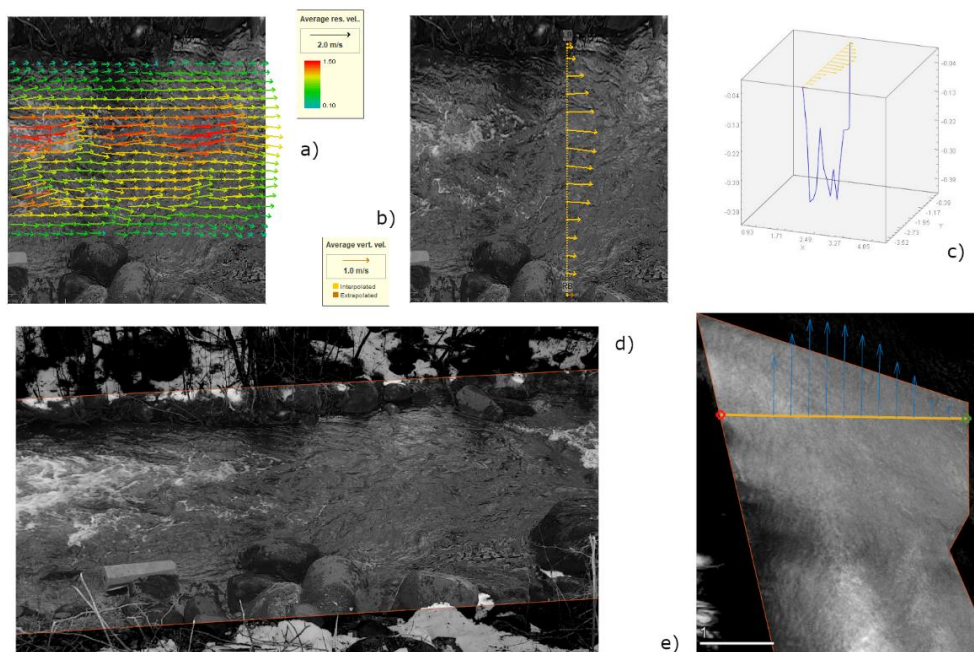 Average res. vel..
2.0 m/s
1.50
0.10
a)
b)
Average vert. vel.
1.0 m/s
Interpolated
Extrapolated
-0.04
-0.13
-0.22
-0.30
-0.39
-0.04
-0.13
-0.22
-0.30
-0.39
-1.17
-1.95
-2.73
-3.52
Y
0.93
1.71
2.49
3.27
4.05
X
c)
d)
e)
1